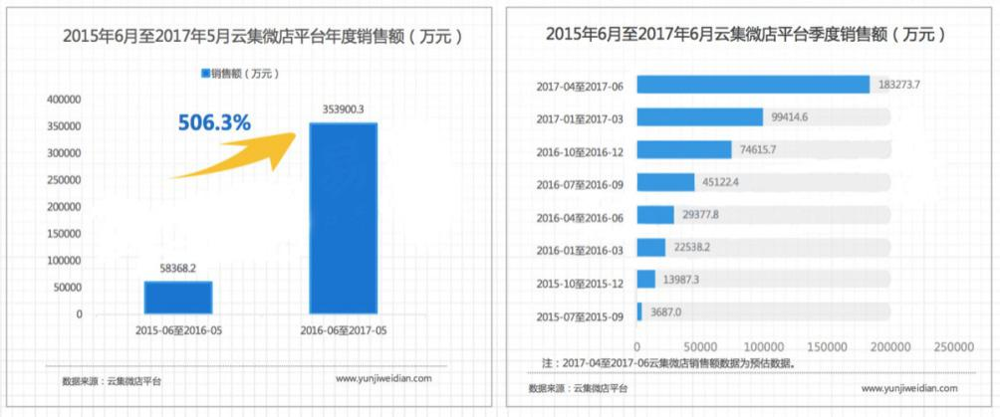 2015年6月至2017年5月云集微店平台年度销售额（万元）
销售额（万元）
400000
350000
300000
250000
200000
150000
100000
50000
0
506.3%
353900.3
58368.2
2015-06至2016-05
2016-06至2017-05
数据来源：云集微店平台
www.yunjiweidian.com
2015年6月至2017年6月云集微店平台季度销售额（万元）
2017-04至2017-06 183273.7
2017-01至2017-03 99414.6
2016-10至2016-12 74615.7
2016-07至2016-09 45122.4
2016-04至2016-06 29377.8
2016-01至2016-03 22538.2
2015-10至2015-12 13987.3
2015-07至2015-09 3687.0
0 50000 100000 150000 200000 250000
注：2017-04至2017-06云集微店销售额数据为预估数据。
数据来源：云集微店平台
www.yunjiweidian.com